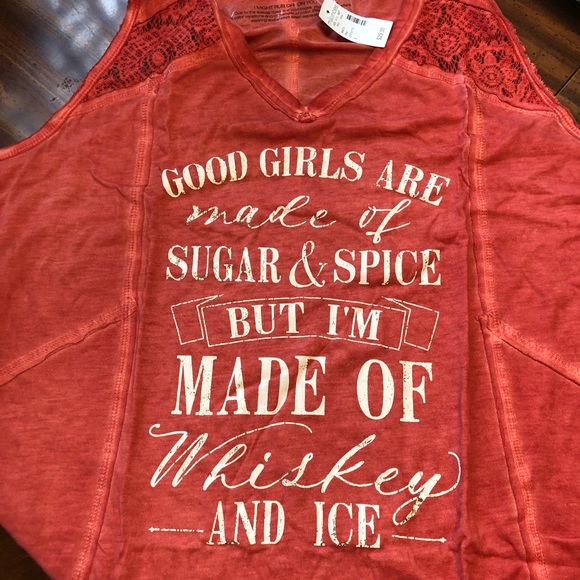 GOOD GIRLS ARE
made of
SUGAR & SPICE
BUT I'M
MADE OF
Whiskey
AND ICE